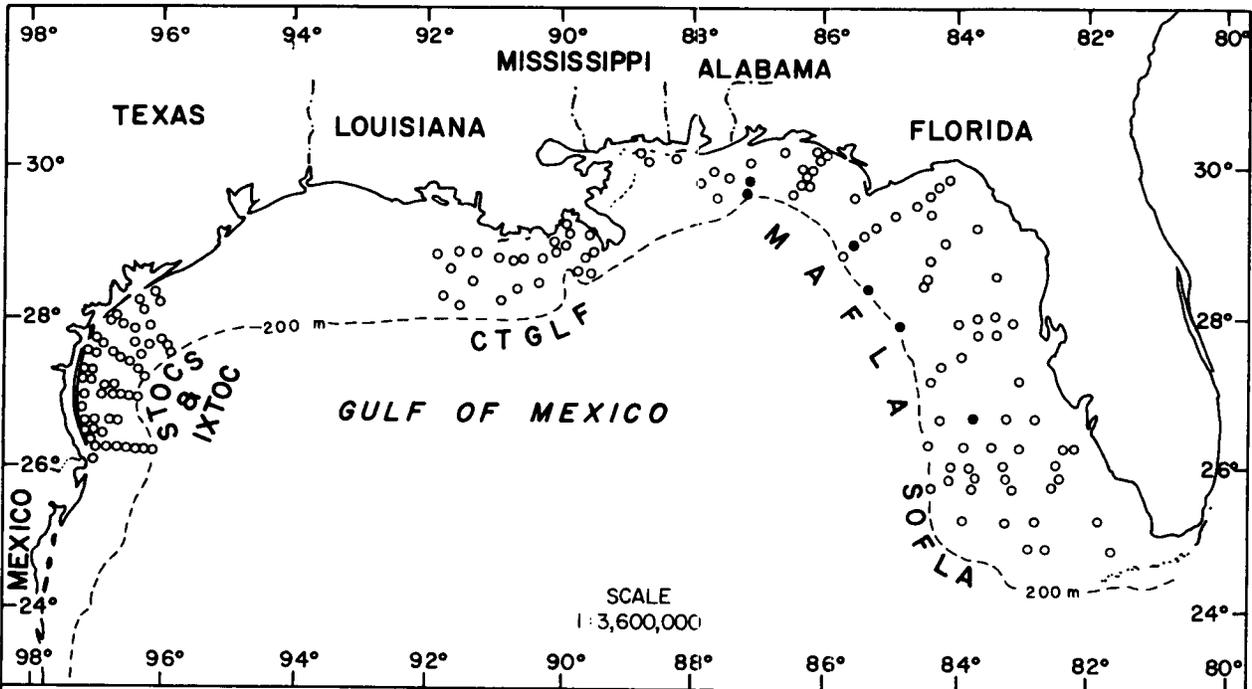 98° 96° 94° 92° 90° 88° 86° 84° 82° 80°
MISSISSIPPI ALABAMA
TEXAS LOUISIANA FLORIDA
30° 30°
28° 28°
200 m
CTGLF
MAFLA
STOCS
&
IXTOC
GULF OF MEXICO
26° 26°
SOFLA
MEXICO
200 m
24° 24°
SCALE
1:3,600,000
98° 96° 94° 92° 90° 88° 86° 84° 82° 80°